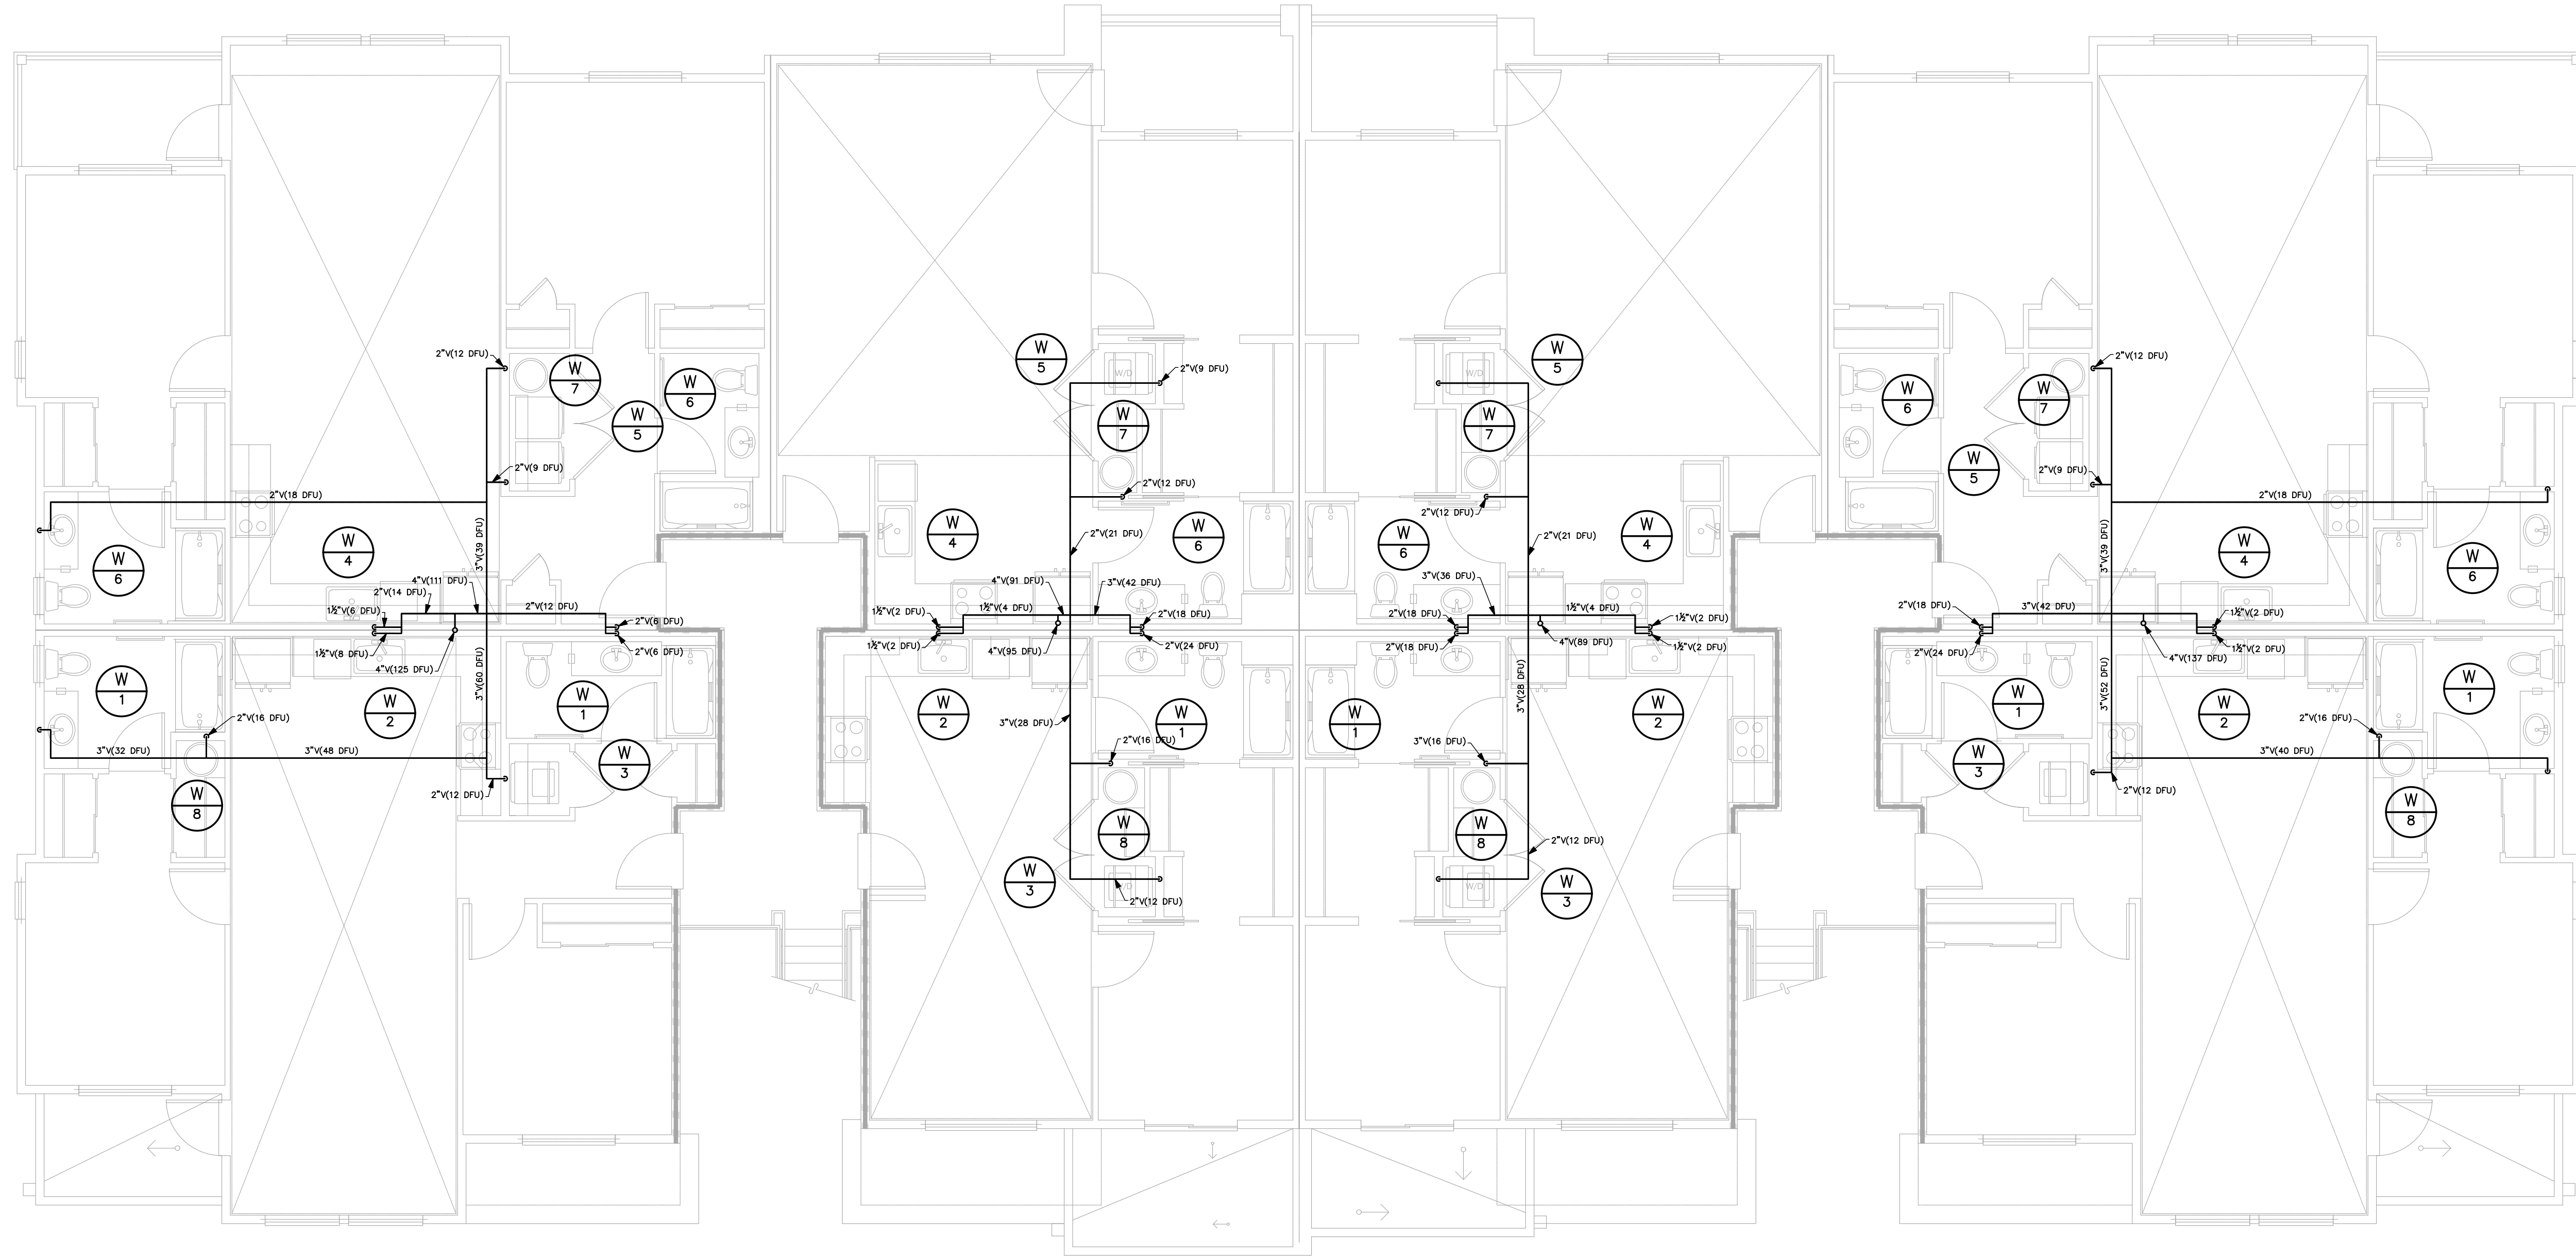 W
5
W
5
2"V(12 DFU)
2"V(12 DFU)
W
7
W
6
2"V(9 DFU)
W/D
W/D
W
6
W
7
W
5
W
7
W
7
W
5
2"V(9 DFU)
2"V(9 DFU)
2"V(18 DFU)
2"V(12 DFU)
2"V(12 DFU)
2"V(18 DFU)
W
6
W
4
3"V(39 DFU)
W
4
2"V(21 DFU)
W
6
W
6
2"V(21 DFU)
W
4
3"V(39 DFU)
W
4
W
6
4"V(111 DFU)
2"V(14 DFU)
1½"V(6 DFU)
2"V(12 DFU)
2"V(6 DFU)
2"V(6 DFU)
1½"V(8 DFU)
4"V(125 DFU)
4"V(91 DFU)
3"V(42 DFU)
1½"V(2 DFU)
1½"V(4 DFU)
2"V(18 DFU)
1½"V(2 DFU)
4"V(95 DFU)
2"V(24 DFU)
3"V(36 DFU)
2"V(18 DFU)
1½"V(4 DFU)
1½"V(2 DFU)
2"V(18 DFU)
4"V(89 DFU)
1½"V(2 DFU)
2"V(18 DFU)
3"V(42 DFU)
1½"V(2 DFU)
2"V(24 DFU)
4"V(137 DFU)
1½"V(2 DFU)
W
1
W
2
3"V(60 DFU)
W
1
W
2
3"V(28 DFU)
W
1
W
1
3"V(28 DFU)
W
2
W
1
3"V(52 DFU)
W
2
W
1
2"V(16 DFU)
3"V(32 DFU)
3"V(48 DFU)
W
3
2"V(16 DFU)
3"V(16 DFU)
W
3
2"V(16 DFU)
3"V(40 DFU)
2"V(12 DFU)
2"V(12 DFU)
W
8
W
8
W
8
2"V(12 DFU)
W
8
W
3
W/D
2"V(12 DFU)
W/D
W
3